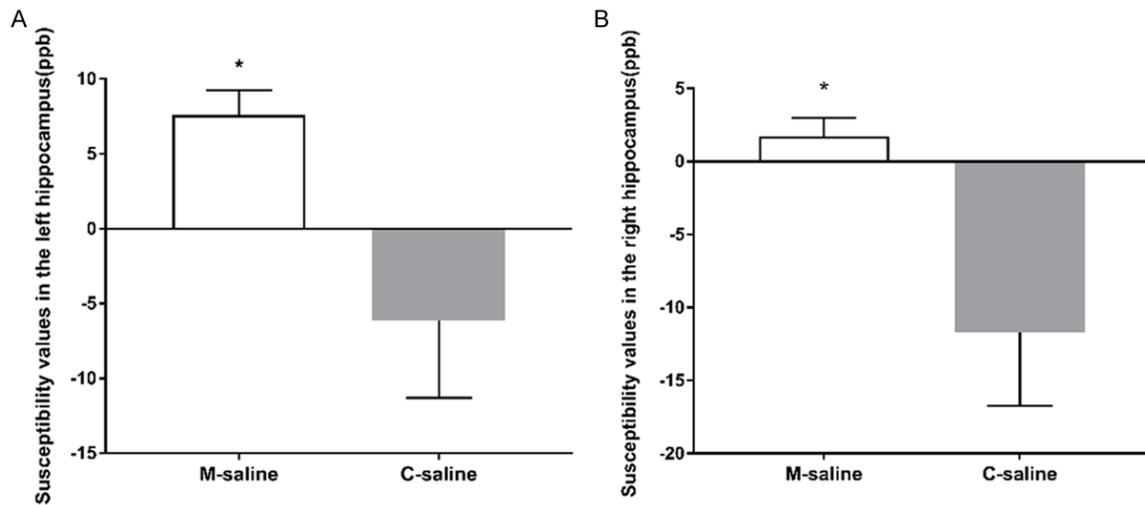 A
Susceptibility values in the left hippocampus(ppb)
10
5
0
-5
-10
-15
*
M-saline
C-saline
B
Susceptibility values in the right hippocampus(ppb)
5
0
-5
-10
-15
-20
*
M-saline
C-saline